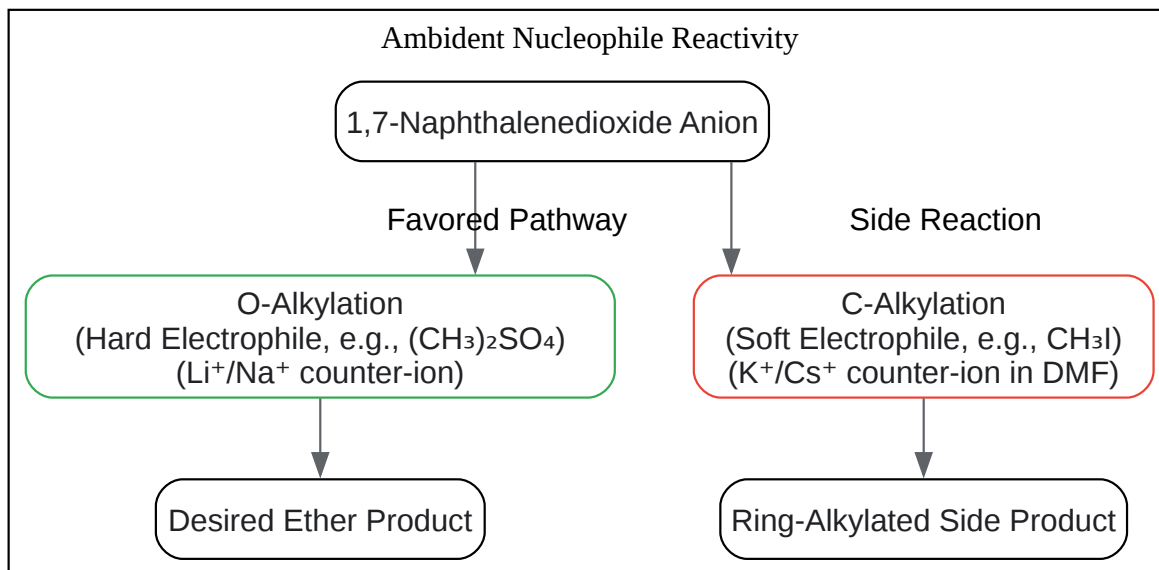 Ambident Nucleophile Reactivity
1,7-Naphthalenedioxide Anion
Favored Pathway
Side Reaction
O-Alkylation
(Hard Electrophile, e.g., (CH₃)₂SO₄)
(Li⁺/Na⁺ counter-ion)
C-Alkylation
(Soft Electrophile, e.g., CH₃I)
(K⁺/Cs⁺ counter-ion in DMF)
Desired Ether Product
Ring-Alkylated Side Product